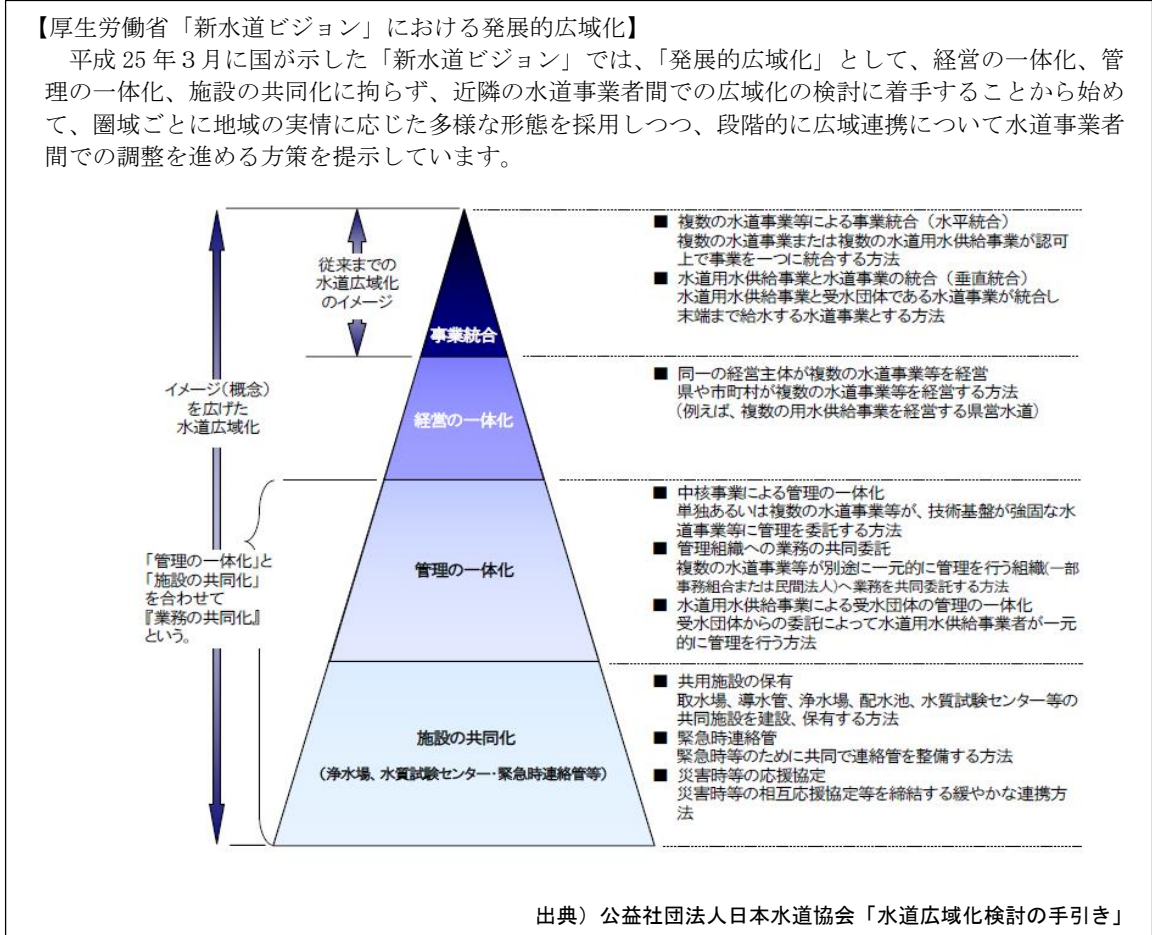 【厚生労働省「新水道ビジョン」における発展的広域化】
平成 25 年３月に国が示した「新水道ビジョン」では、「発展的広域化」として、経営の一体化、管
理の一体化、施設の共同化に拘らず、近隣の水道事業者間での広域化の検討に着手することから始め
て、圏域ごとに地域の実情に応じた多様な形態を採用しつつ、段階的に広域連携について水道事業者
間での調整を進める方策を提示しています。
イメージ(概念)
を広げた
水道広域化
従来までの
水道広域化
のイメージ
「管理の一体化」と
「施設の共同化」
を合わせて
『業務の共同化』
という。
事業統合
■ 複数の水道事業等による事業統合（水平統合）
複数の水道事業または複数の水道用水供給事業が認可
上で事業を一つに統合する方法
■ 水道用水供給事業と水道事業の統合（垂直統合）
水道用水供給事業と受水団体である水道事業が統合し
末端まで給水する水道事業とする方法
経営の一体化
■ 同一の経営主体が複数の水道事業等を経営
県や市町村が複数の水道事業等を経営する方法
(例えば、複数の用水供給事業を経営する県営水道)
管理の一体化
■ 中核事業による管理の一体化
単独あるいは複数の水道事業等が、技術基盤が強固な水
道事業等に管理を委託する方法
■ 管理組織への業務の共同委託
複数の水道事業等が別途に一元的に管理を行う組織(一部
事務組合または民間法人)へ業務を共同委託する方法
■ 水道用水供給事業による受水団体の管理の一体化
受水団体からの委託によって水道用水供給事業者が一元
的に管理を行う方法
施設の共同化
(浄水場、水質試験センター・緊急時連絡管等)
■ 共用施設の保有
取水場、導水管、浄水場、配水池、水質試験センター等の
共同施設を建設、保有する方法
■ 緊急時連絡管
緊急時等のために共同で連絡管を整備する方法
■ 災害時等の応援協定
災害時等の相互応援協定等を締結する緩やかな連携方
法
出典）公益社団法人日本水道協会「水道広域化検討の手引き」